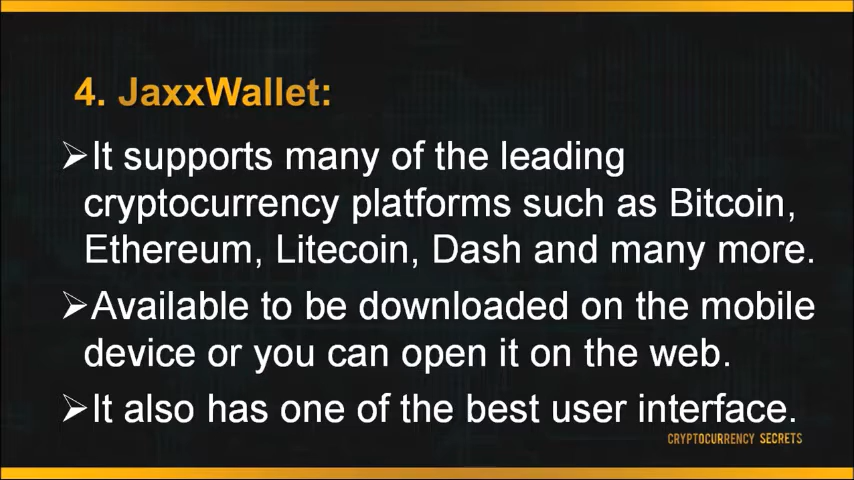 4. JaxxWallet:
➢It supports many of the leading
cryptocurrency platforms such as Bitcoin,
Ethereum, Litecoin, Dash and many more.
➢Available to be downloaded on the mobile
device or you can open it on the web.
➢It also has one of the best user interface.
CRYPTOCURRENCY SECRETS